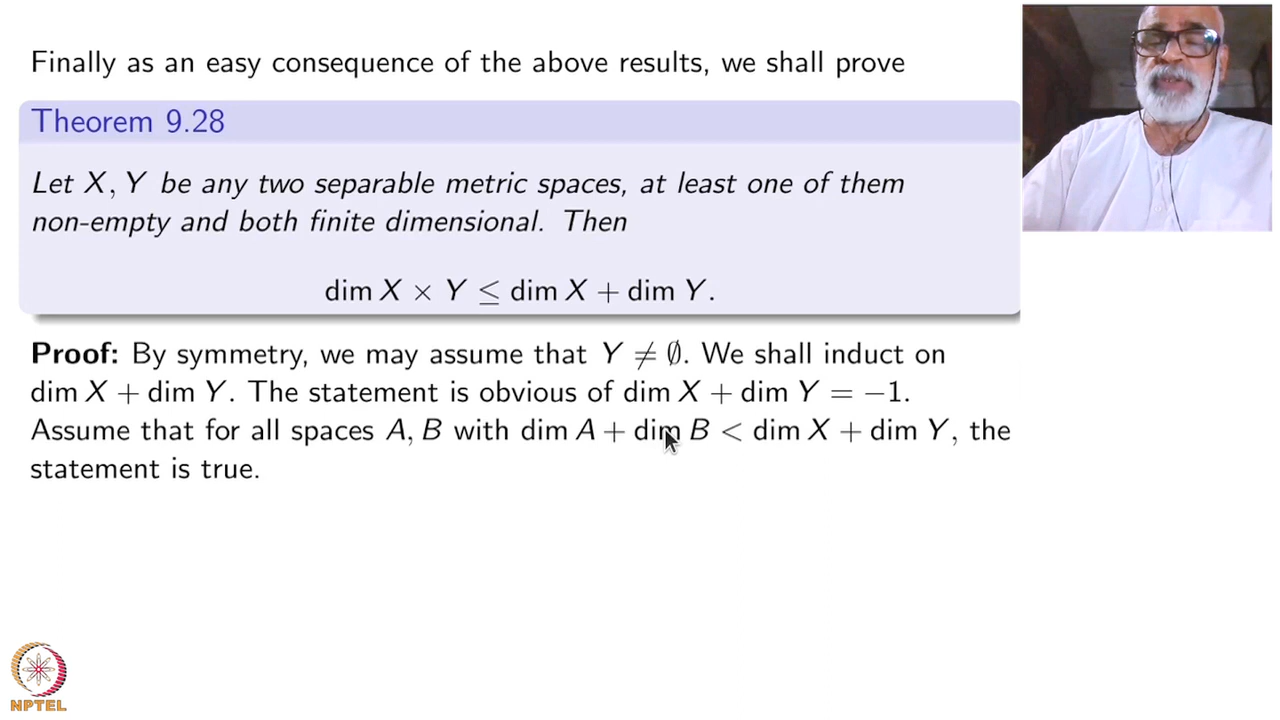 Finally as an easy consequence of the above results, we shall prove
Theorem 9.28
Let X, Y be any two separable metric spaces, at least one of them
non-empty and both finite dimensional. Then
dim X × Y ≤ dim X + dim Y.
Proof: By symmetry, we may assume that Y ≠ ∅. We shall induct on
dim X + dim Y. The statement is obvious of dim X + dim Y = −1.
Assume that for all spaces A, B with dim A + dim B < dim X + dim Y, the
statement is true.
NPTEL